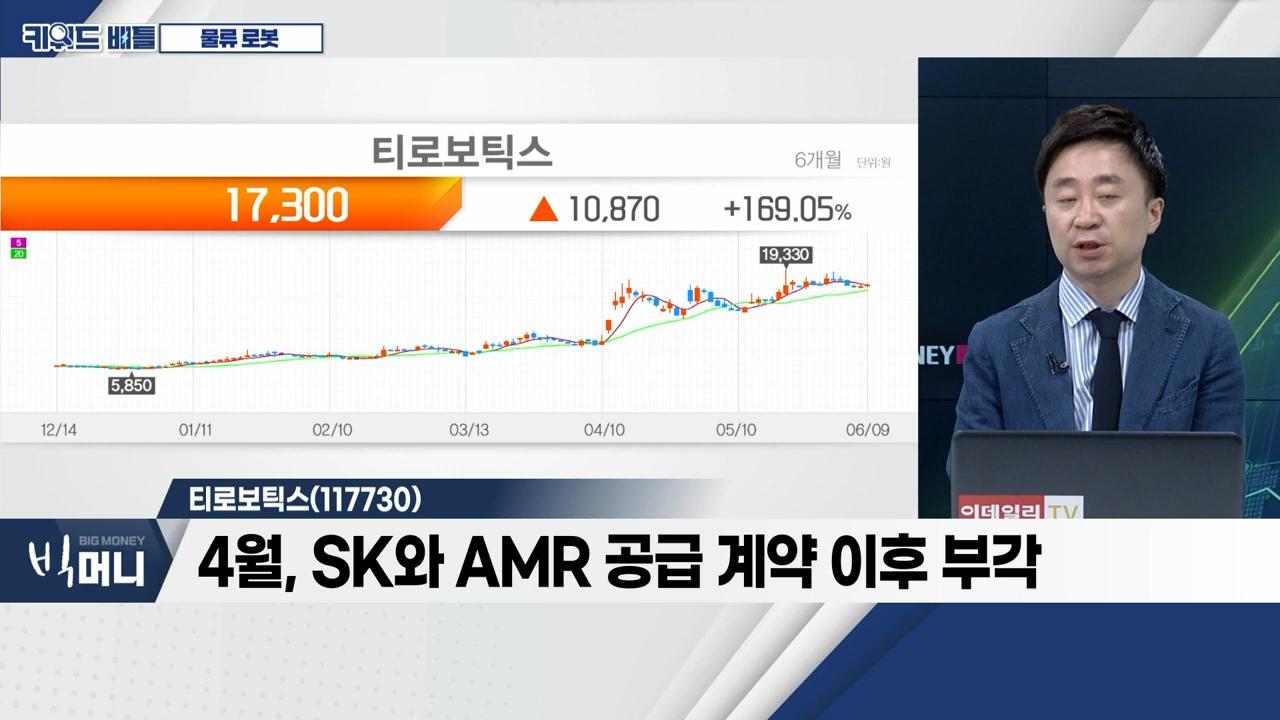 키워드 배틀
물류 로봇
티로보틱스
6개월 단위:원
17,300 ▲ 10,870 +169.05%
5
20
19,330
5,850
12/14 01/11 02/10 03/13 04/10 05/10 06/09
NEY
이데일리 TV
티로보틱스(117730)
BIG MONEY
빅머니
4월, SK와 AMR 공급 계약 이후 부각